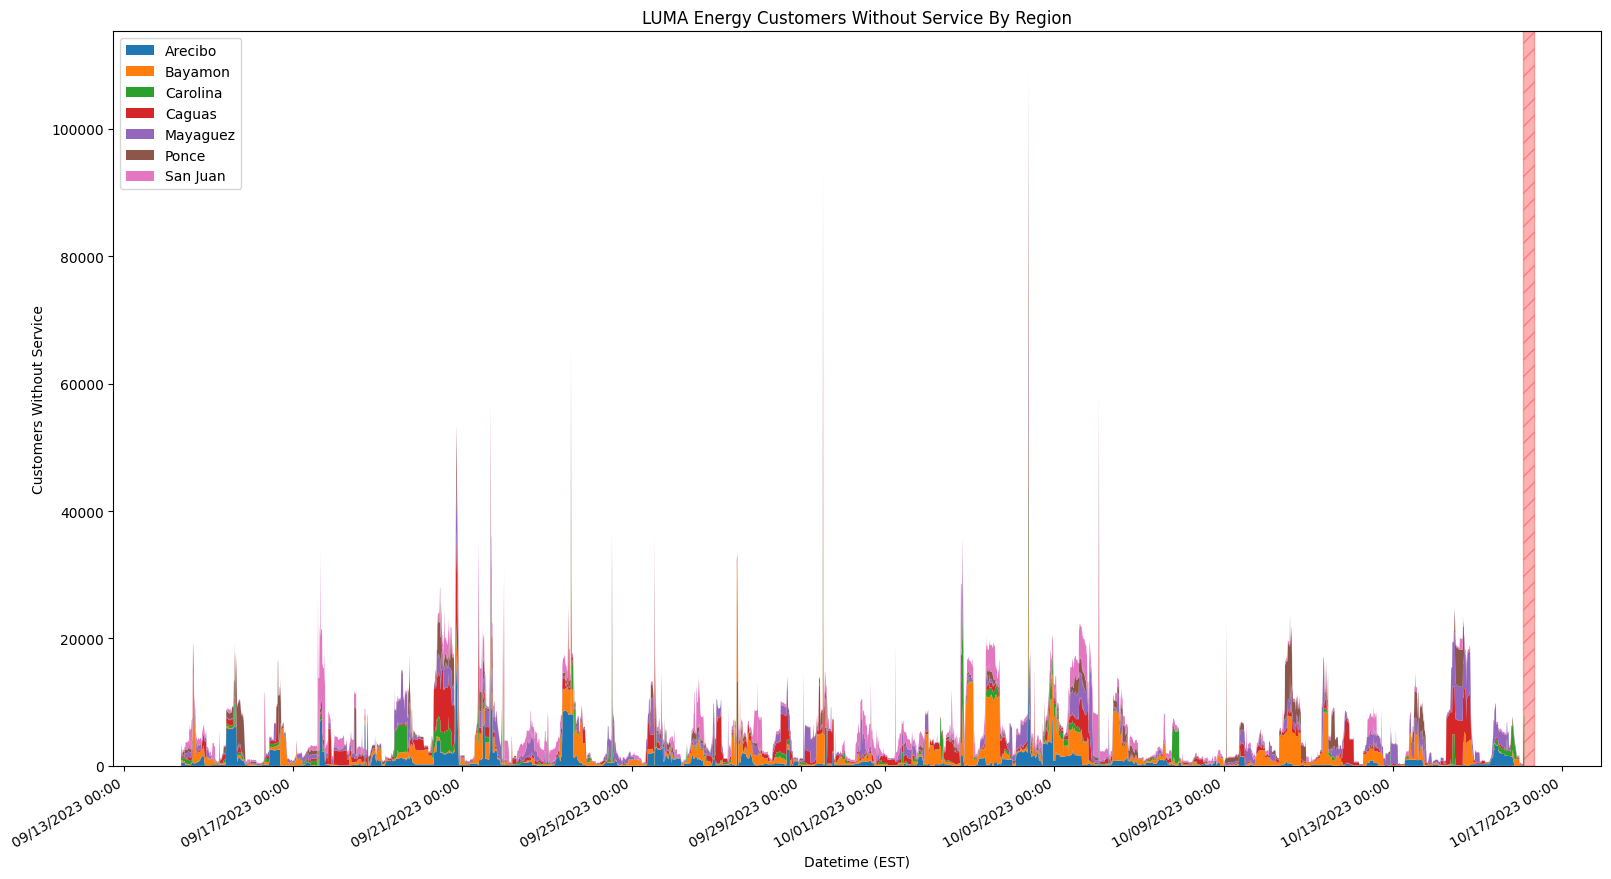 LUMA Energy Customers Without Service By Region
Arecibo
Bayamon
Carolina
Caguas
Mayaguez
Ponce
San Juan
100000
80000
60000
40000
20000
0
Customers Without Service
09/13/2023 00:00
09/17/2023 00:00
09/21/2023 00:00
09/25/2023 00:00
09/29/2023 00:00
10/01/2023 00:00
10/05/2023 00:00
10/09/2023 00:00
10/13/2023 00:00
10/17/2023 00:00
Datetime (EST)